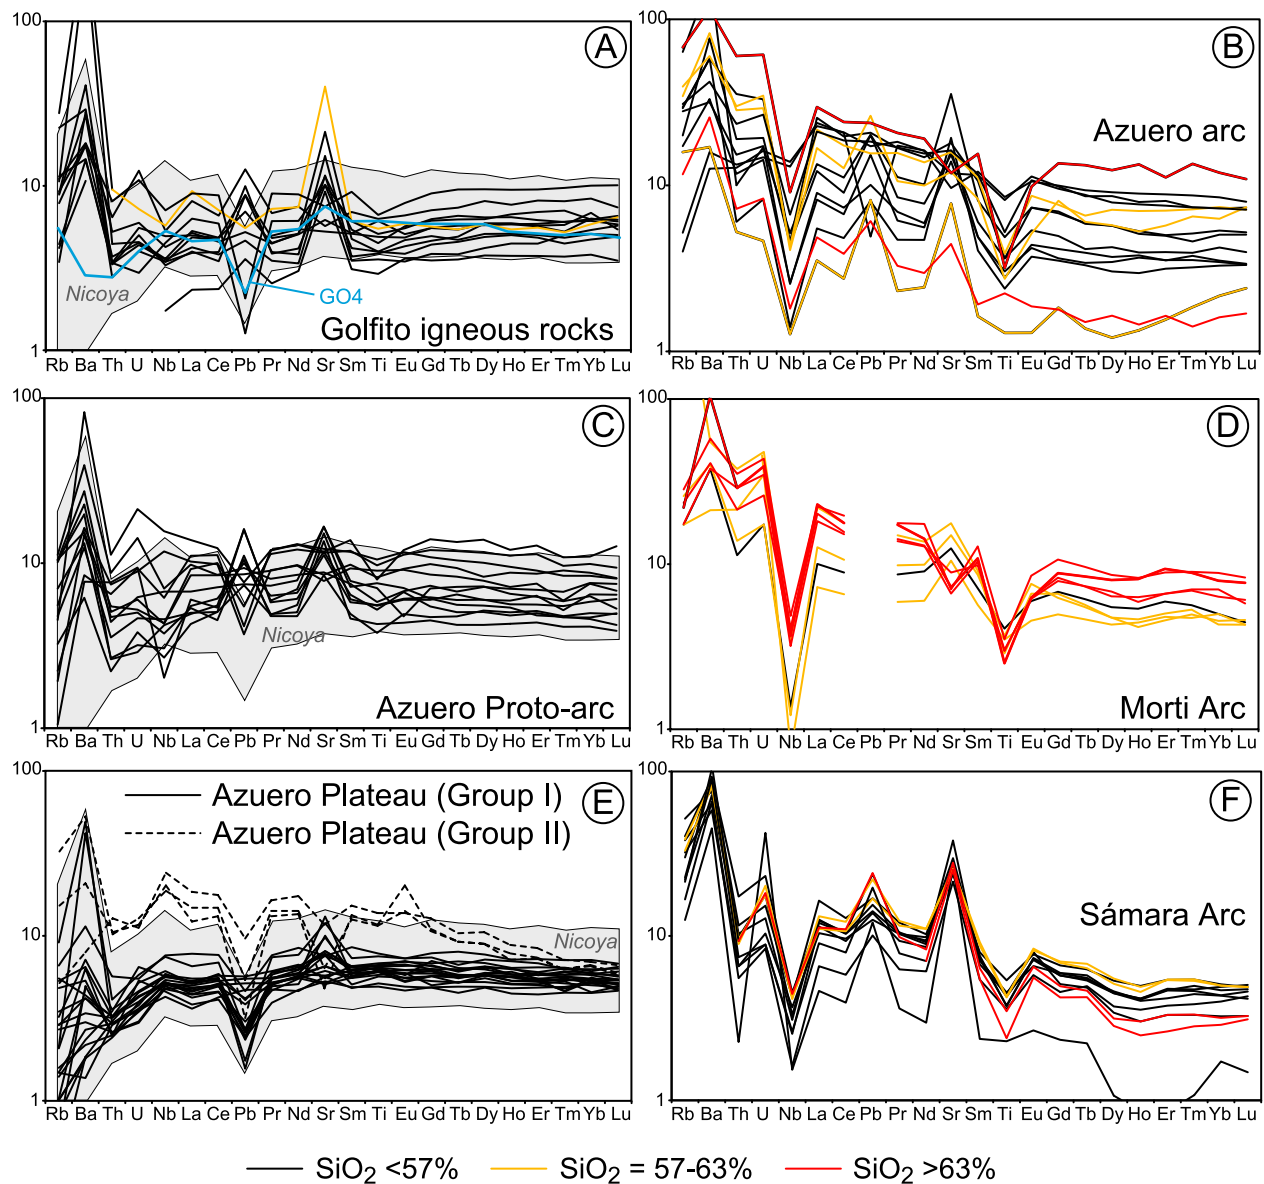 100
10
1
A
Nicoya
GO4
Golfito igneous rocks
Rb Ba Th U Nb La Ce Pb Pr Nd Sr Sm Ti Eu Gd Tb Dy Ho Er Tm Yb Lu
100
10
1
B
Azuero arc
Rb Ba Th U Nb La Ce Pb Pr Nd Sr Sm Ti Eu Gd Tb Dy Ho Er Tm Yb Lu
100
10
1
C
Nicoya
Azuero Proto-arc
Rb Ba Th U Nb La Ce Pb Pr Nd Sr Sm Ti Eu Gd Tb Dy Ho Er Tm Yb Lu
100
10
1
D
Morti Arc
Rb Ba Th U Nb La Ce Pb Pr Nd Sr Sm Ti Eu Gd Tb Dy Ho Er Tm Yb Lu
100
10
1
E
Azuero Plateau (Group I)
Azuero Plateau (Group II)
Nicoya
Rb Ba Th U Nb La Ce Pb Pr Nd Sr Sm Ti Eu Gd Tb Dy Ho Er Tm Yb Lu
100
10
1
F
Sámara Arc
Rb Ba Th U Nb La Ce Pb Pr Nd Sr Sm Ti Eu Gd Tb Dy Ho Er Tm Yb Lu
SiO₂ <57% SiO₂ = 57-63% SiO₂ >63%